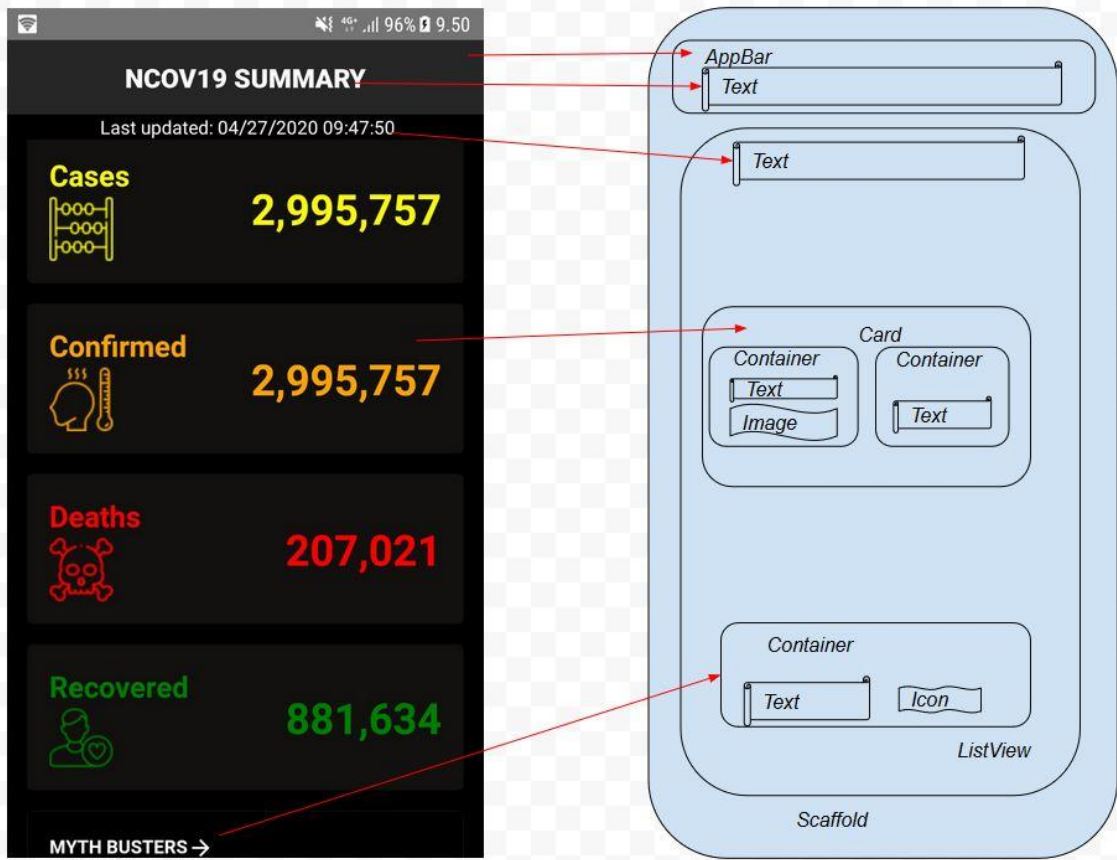 4G+ 96% 9.50
NCOV19 SUMMARY
Last updated: 04/27/2020 09:47:50
Cases
2,995,757
Confirmed
2,995,757
Deaths
207,021
Recovered
881,634
MYTH BUSTERS →
AppBar
Text
Text
Card
Container
Text
Image
Container
Text
Container
Text
Icon
ListView
Scaffold